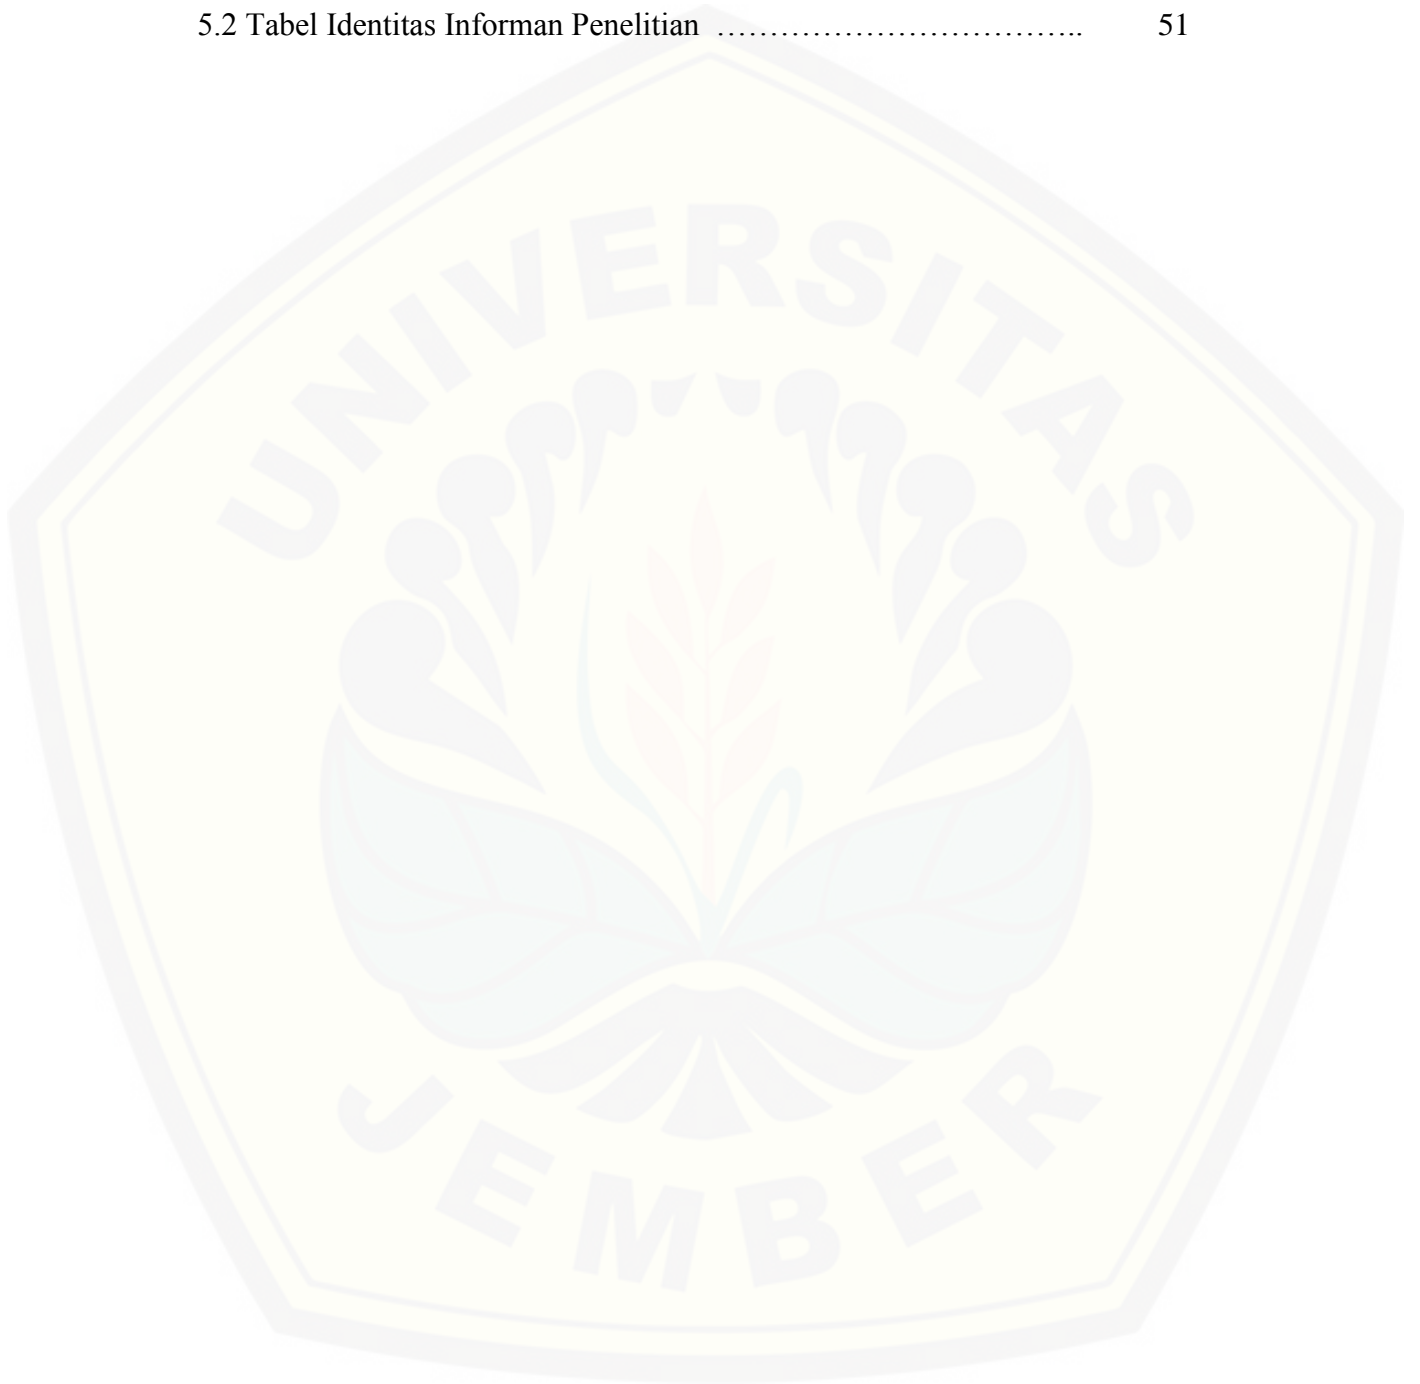 5.2 Tabel Identitas Informan Penelitian …………………………….. 51
UNIVERSITAS
JEMBER